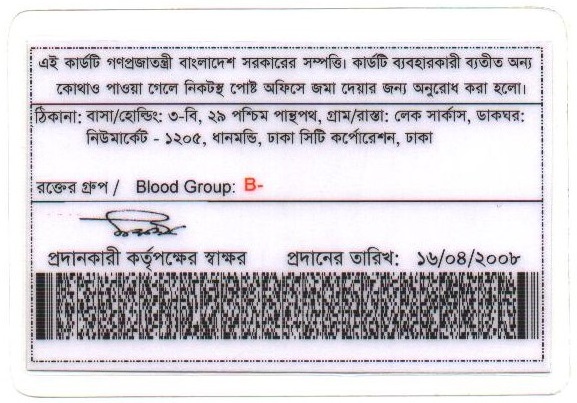 এই কার্ডটি গণপ্রজাতন্ত্রী বাংলাদেশ সরকারের সম্পত্তি। কার্ডটি ব্যবহারকারী ব্যতীত অন্য
কোথাও পাওয়া গেলে নিকটস্থ পোষ্ট অফিসে জমা দেয়ার জন্য অনুরোধ করা হলো।
ঠিকানা: বাসা/হোল্ডিং: ৩-বি, ২৯ পশ্চিম পান্থপথ, গ্রাম/রাস্তা: লেক সার্কাস, ডাকঘর:
নিউমার্কেট - ১২০৫, ধানমন্ডি, ঢাকা সিটি কর্পোরেশন, ঢাকা
রক্তের গ্রুপ / Blood Group: B-
প্রদানকারী কর্তৃপক্ষের স্বাক্ষর প্রদানের তারিখ: ১৬/০৪/২০০৮